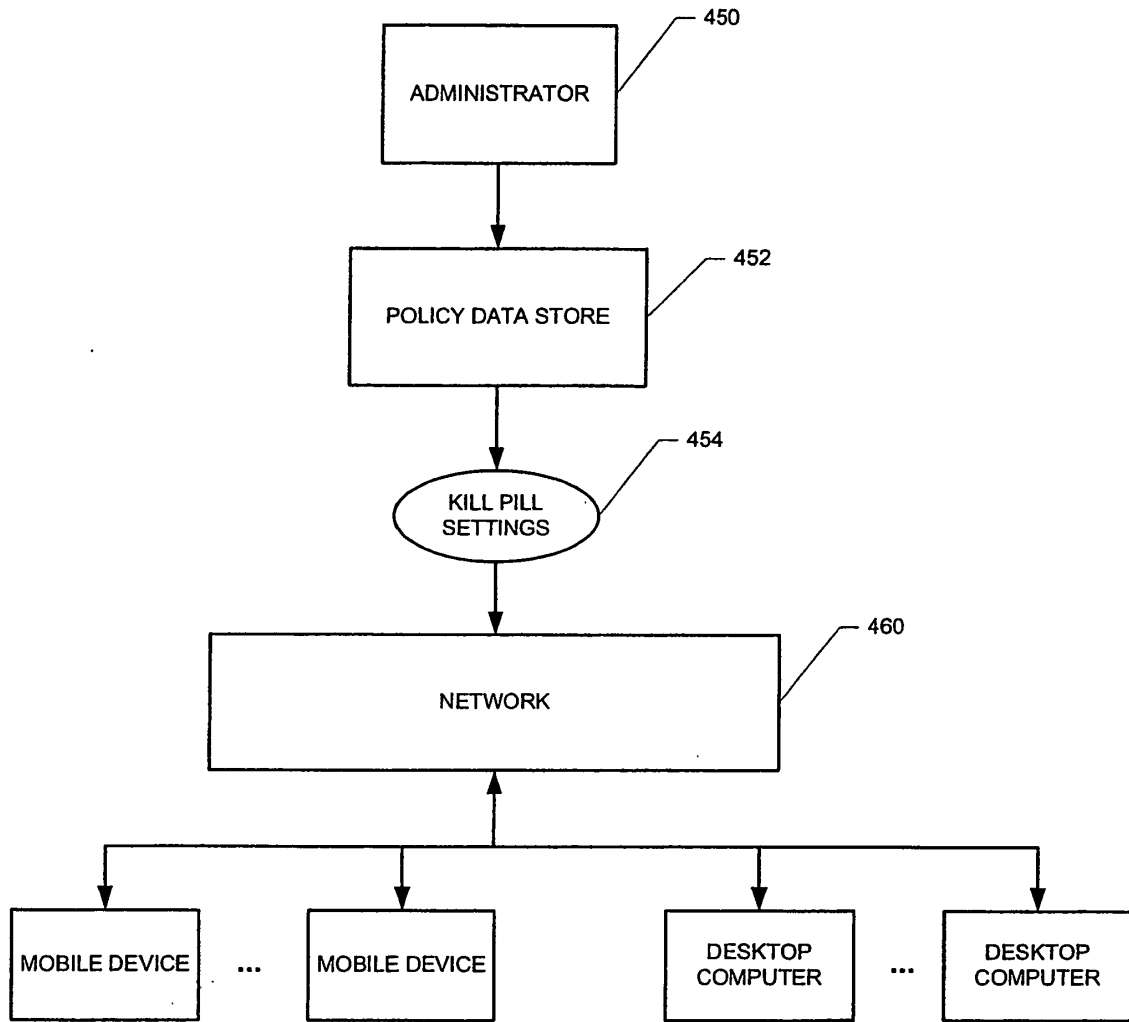 450
ADMINISTRATOR
452
POLICY DATA STORE
454
KILL PILL
SETTINGS
460
NETWORK
MOBILE DEVICE
...
MOBILE DEVICE
DESKTOP
COMPUTER
...
DESKTOP
COMPUTER